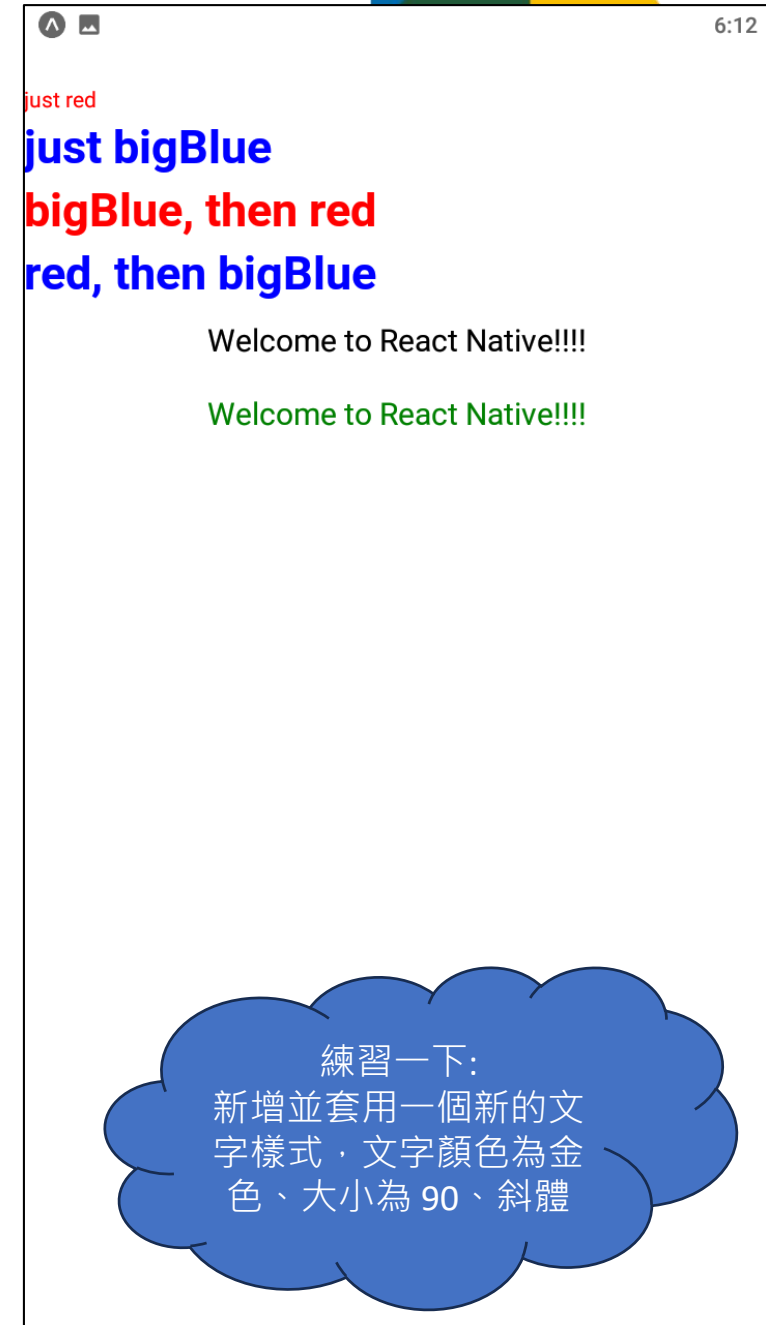 6:12
just red
just bigBlue
bigBlue, then red
red, then bigBlue
Welcome to React Native!!!!
Welcome to React Native!!!!
練習一下:
新增並套用一個新的文
字樣式，文字顏色為金
色、大小為 90、斜體